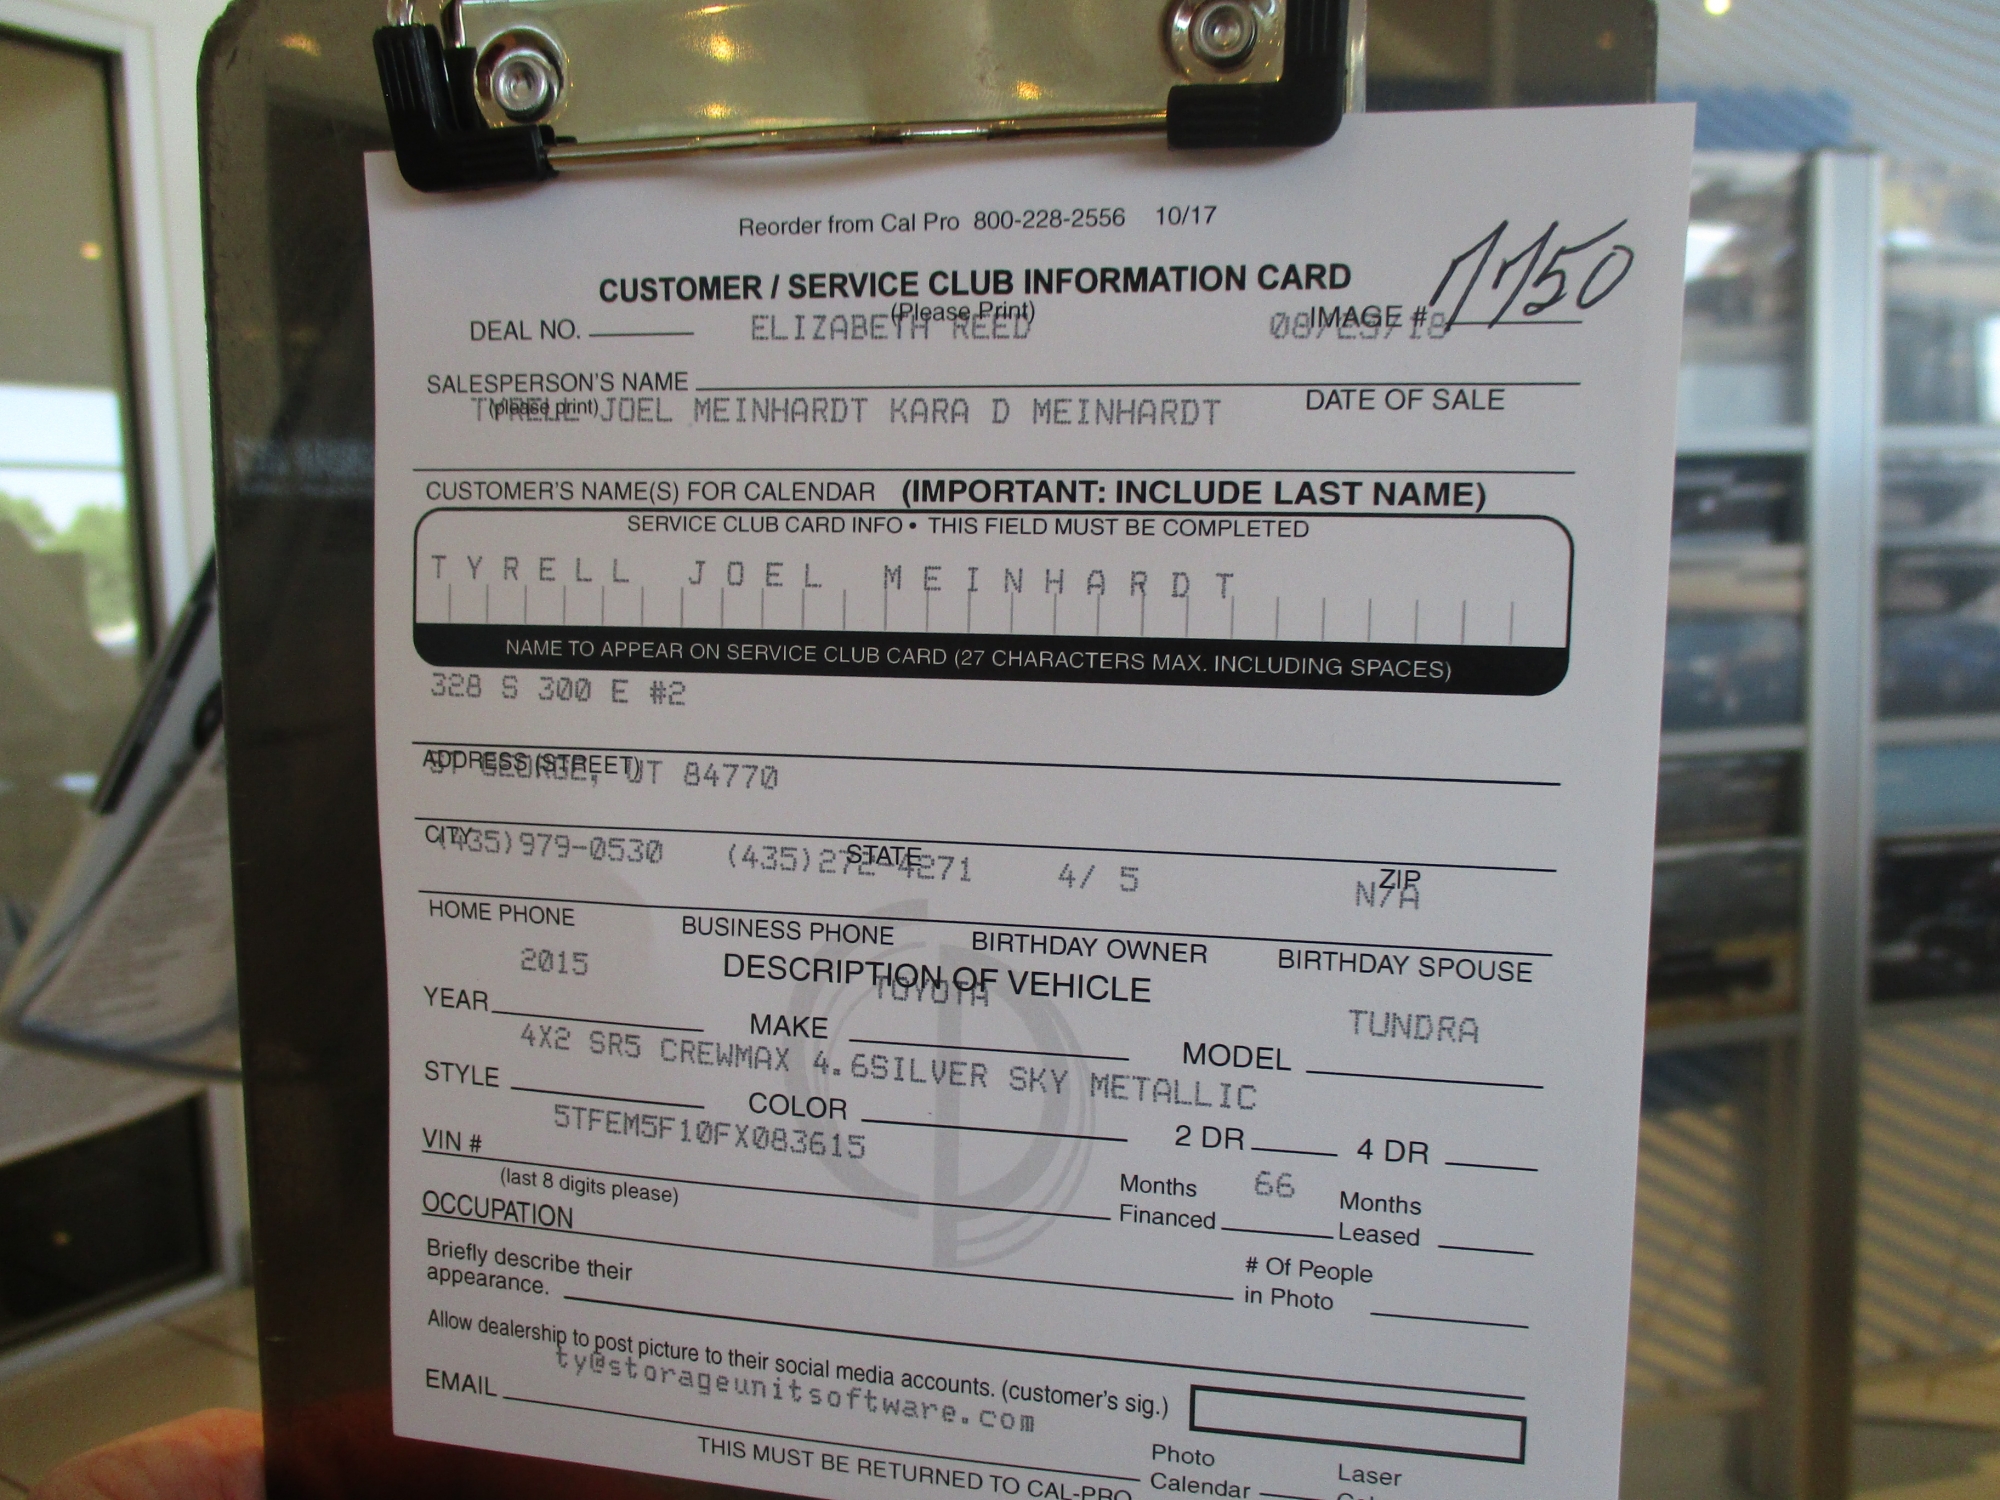 Reorder from Cal Pro 800-228-2556 10/17
CUSTOMER / SERVICE CLUB INFORMATION CARD
7750
(Please Print)
DEAL NO. ELIZABETH REED IMAGE #
SALESPERSON'S NAME
(please print) DATE OF SALE
TYRELL JOEL MEINHARDT KARA D MEINHARDT
CUSTOMER'S NAME(S) FOR CALENDAR (IMPORTANT: INCLUDE LAST NAME)
SERVICE CLUB CARD INFO • THIS FIELD MUST BE COMPLETED
TYRELL JOEL MEINHARDT
NAME TO APPEAR ON SERVICE CLUB CARD (27 CHARACTERS MAX. INCLUDING SPACES)
328 S 300 E #2
ADDRESS (STREET)
ST GEORGE, UT 84770
CITY STATE ZIP
(435)979-0530 (435)272-4271 4/ 5 N/A
HOME PHONE BUSINESS PHONE BIRTHDAY OWNER BIRTHDAY SPOUSE
DESCRIPTION OF VEHICLE
2015 TOYOTA TUNDRA
YEAR MAKE MODEL
4X2 SR5 CREWMAX 4.6SILVER SKY METALLIC
STYLE COLOR 2 DR 4 DR
5TFEM5F10FX083615
VIN #
(last 8 digits please) Months Financed 66 Months Leased
OCCUPATION
Briefly describe their appearance. # Of People in Photo
Allow dealership to post picture to their social media accounts. (customer's sig.)
ty@storageunitsoftware.com
EMAIL
THIS MUST BE RETURNED TO CAL-PRO
Photo Calendar Laser